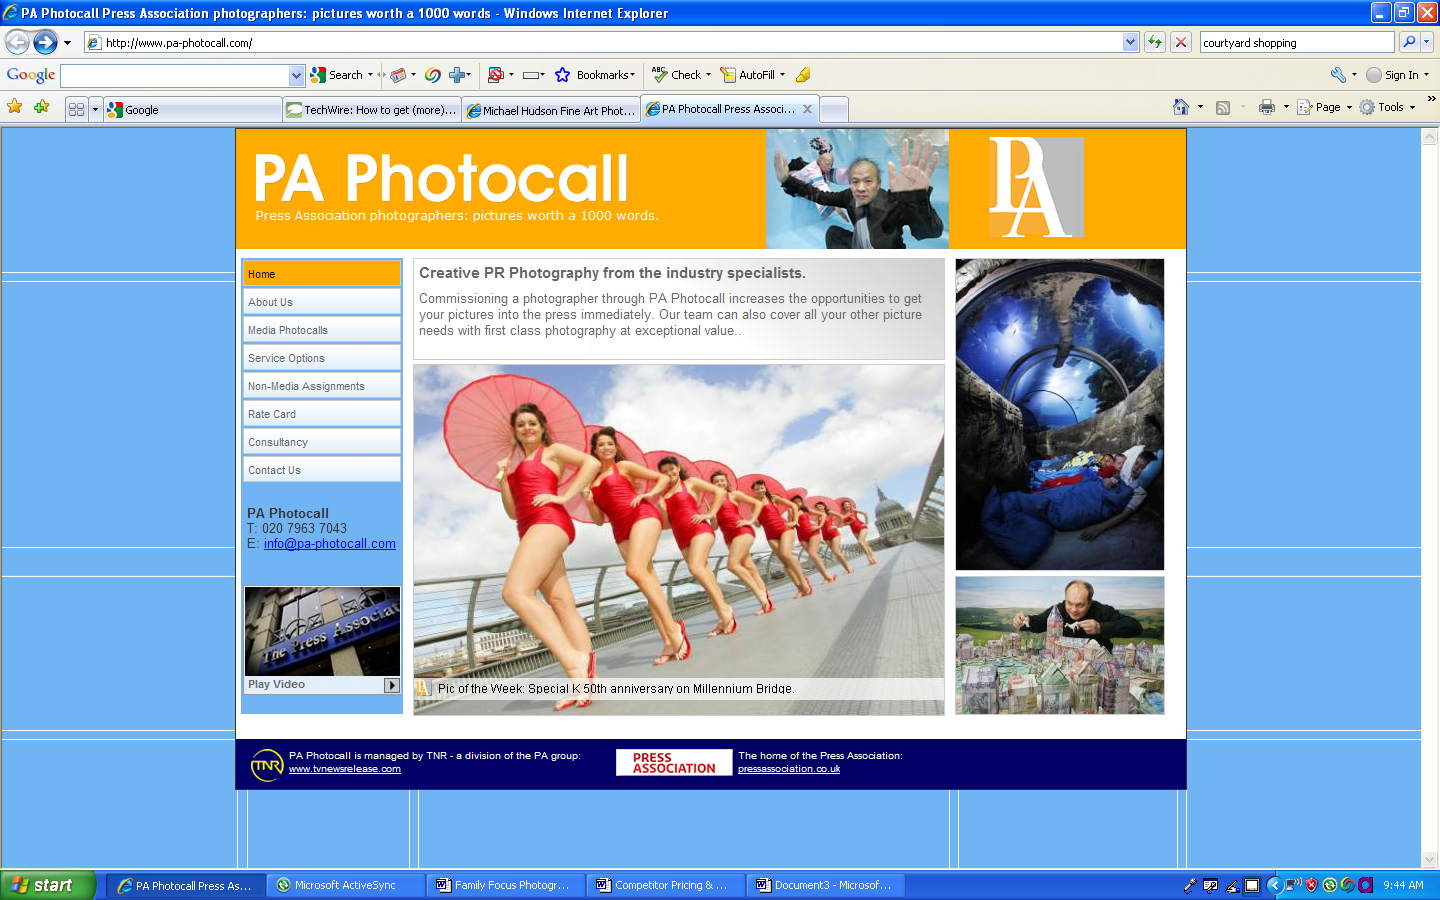 PA Photocall Press Association photographers: pictures worth a 1000 words - Windows Internet Explorer
http://www.pa-photocall.com/
courtyard shopping
Google
Search
Bookmarks
Check
AutoFill
Sign In
Google
TechWire: How to get (more)...
Michael Hudson Fine Art Phot...
PA Photocall Press Associ...
Page
Tools
PA Photocall
Press Association photographers: pictures worth a 1000 words.
PA
Home
About Us
Media Photocalls
Service Options
Non-Media Assignments
Rate Card
Consultancy
Contact Us
PA Photocall
T: 020 7963 7043
E: info@pa-photocall.com
The Press Associat
Play Video
Creative PR Photography from the industry specialists.
Commissioning a photographer through PA Photocall increases the opportunities to get
your pictures into the press immediately. Our team can also cover all your other picture
needs with first class photography at exceptional value..
Pic of the Week: Special K 50th anniversary on Millennium Bridge.
TNR
PA Photocall is managed by TNR - a division of the PA group:
www.tvnewsrelease.com
PRESS
ASSOCIATION
The home of the Press Association:
pressassociation.co.uk
start
PA Photocall Press As...
Microsoft ActiveSync
Family Focus Photogr...
Competitor Pricing & ...
Document3 - Microsof...
9:44 AM